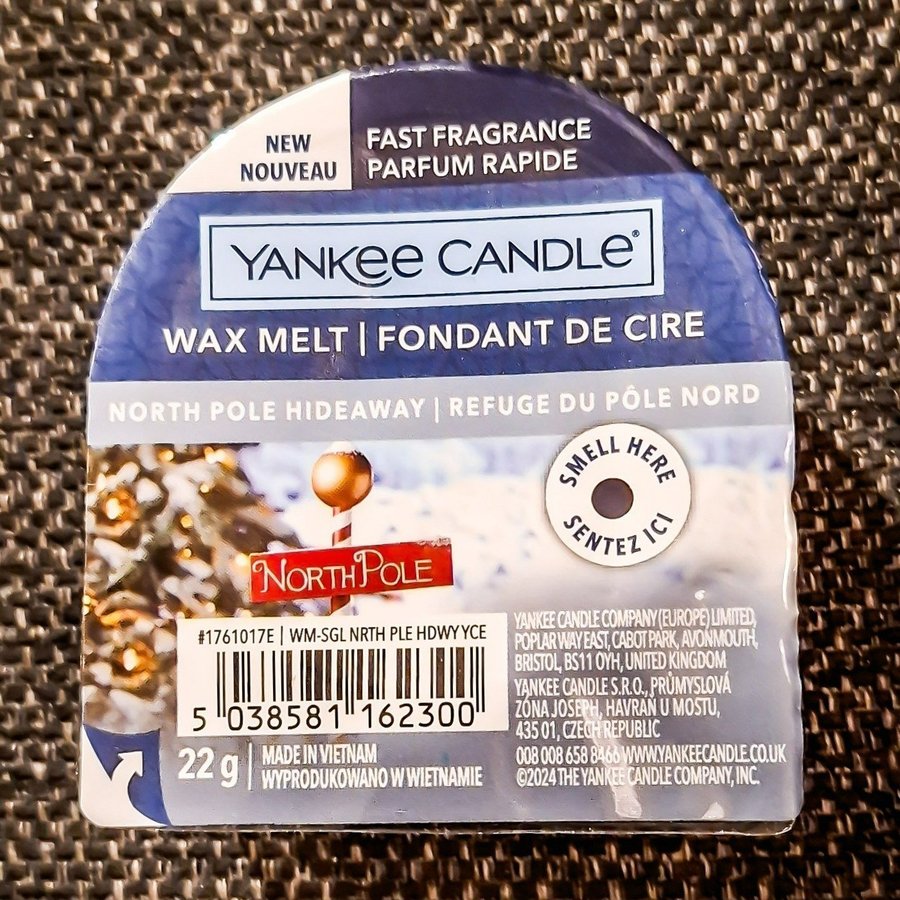 NEW
NOUVEAU
FAST FRAGRANCE
PARFUM RAPIDE
YANKEE CANDLE®
WAX MELT | FONDANT DE CIRE
NORTH POLE HIDEAWAY | REFUGE DU PÔLE NORD
SMELL HERE
SENTEZ ICI
NORTH POLE
#1761017E | WM-SGL NRTH PLE HDWY YCE
5 038581 162300
22 g
MADE IN VIETNAM
WYPRODUKOWANO W WIETNAMIE
YANKEE CANDLE COMPANY (EUROPE) LIMITED,
POPLAR WAY EAST, CABOT PARK, AVONMOUTH,
BRISTOL, BS11 0YH, UNITED KINGDOM
YANKEE CANDLE S.R.O., PRŮMYSLOVÁ
ZÓNA JOSEPH, HAVRAŇ U MOSTU,
435 01, CZECH REPUBLIC
008 008 658 8466 WWW.YANKEECANDLE.CO.UK
©2024 THE YANKEE CANDLE COMPANY, INC.